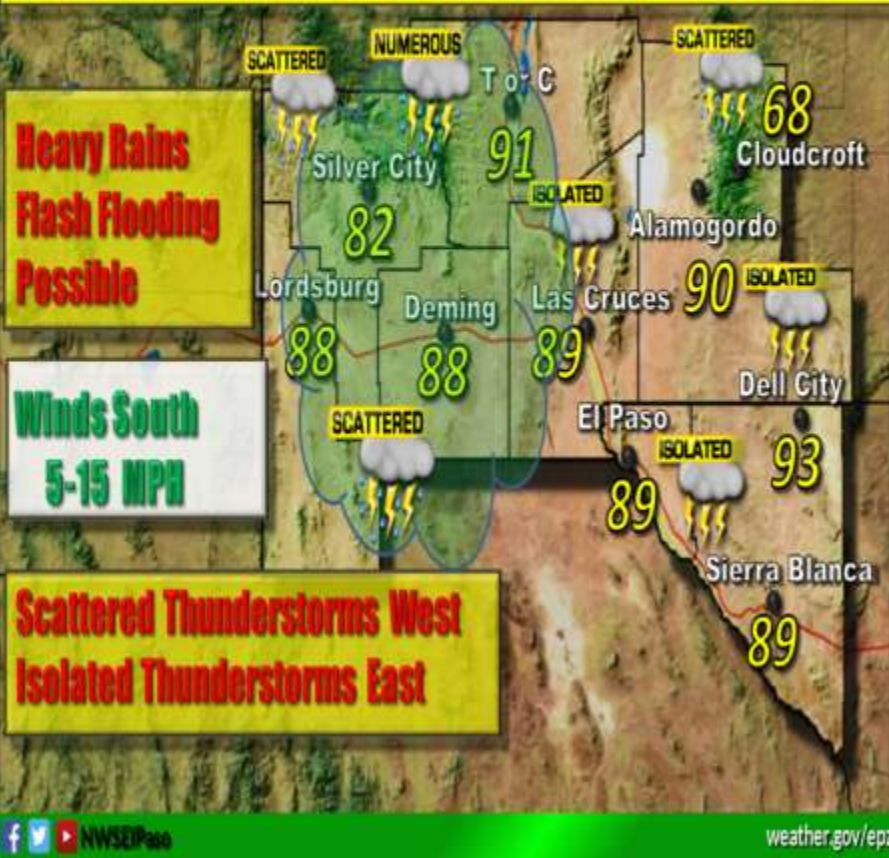 SCATTERED
NUMEROUS
SCATTERED
T or C
68
Heavy Rains
Flash Flooding
Possible
Silver City
91
Cloudcroft
82
ISOLATED
Alamogordo
90
ISOLATED
Lordsburg
Deming
Las Cruces
88
88
89
Dell City
93
Winds South
5-15 MPH
SCATTERED
El Paso
ISOLATED
89
Sierra Blanca
89
Scattered Thunderstorms West
Isolated Thunderstorms East
NWSElPaso
weather.gov/epz